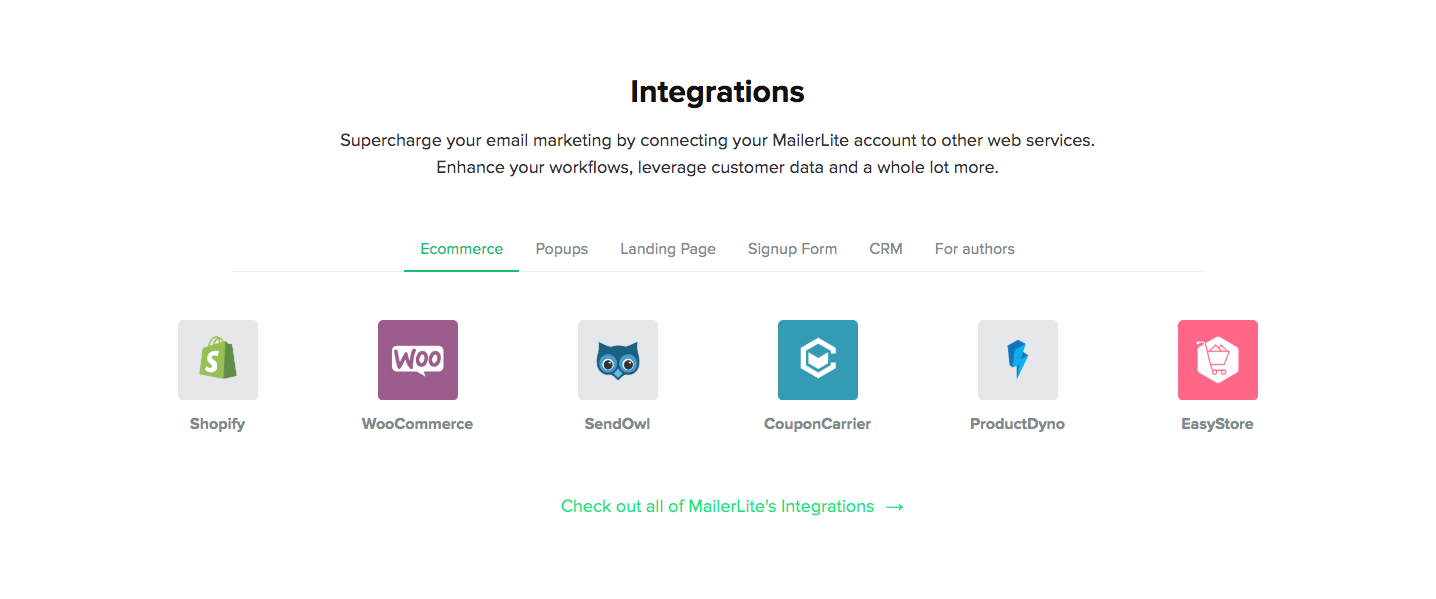 Integrations
Supercharge your email marketing by connecting your MailerLite account to other web services.
Enhance your workflows, leverage customer data and a whole lot more.
Ecommerce Popups Landing Page Signup Form CRM For authors
S WOO
Shopify WooCommerce SendOwl CouponCarrier ProductDyno EasyStore
Check out all of MailerLite's Integrations →